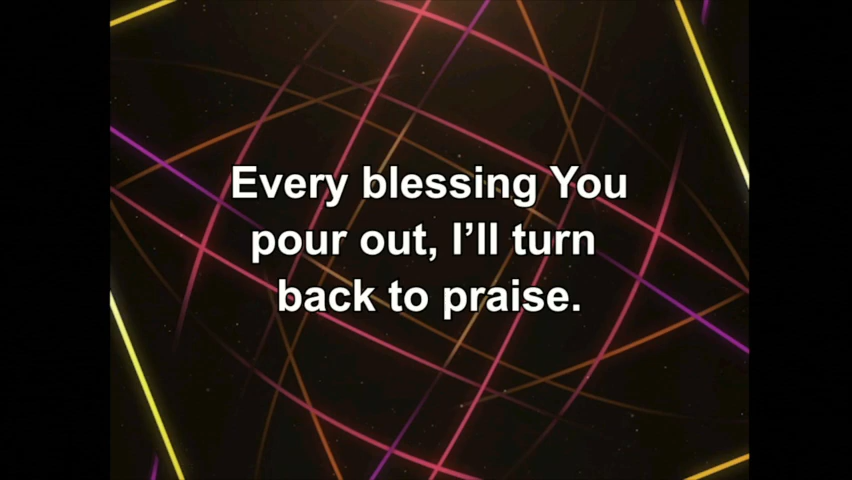 Every blessing You
pour out, I’ll turn
back to praise.